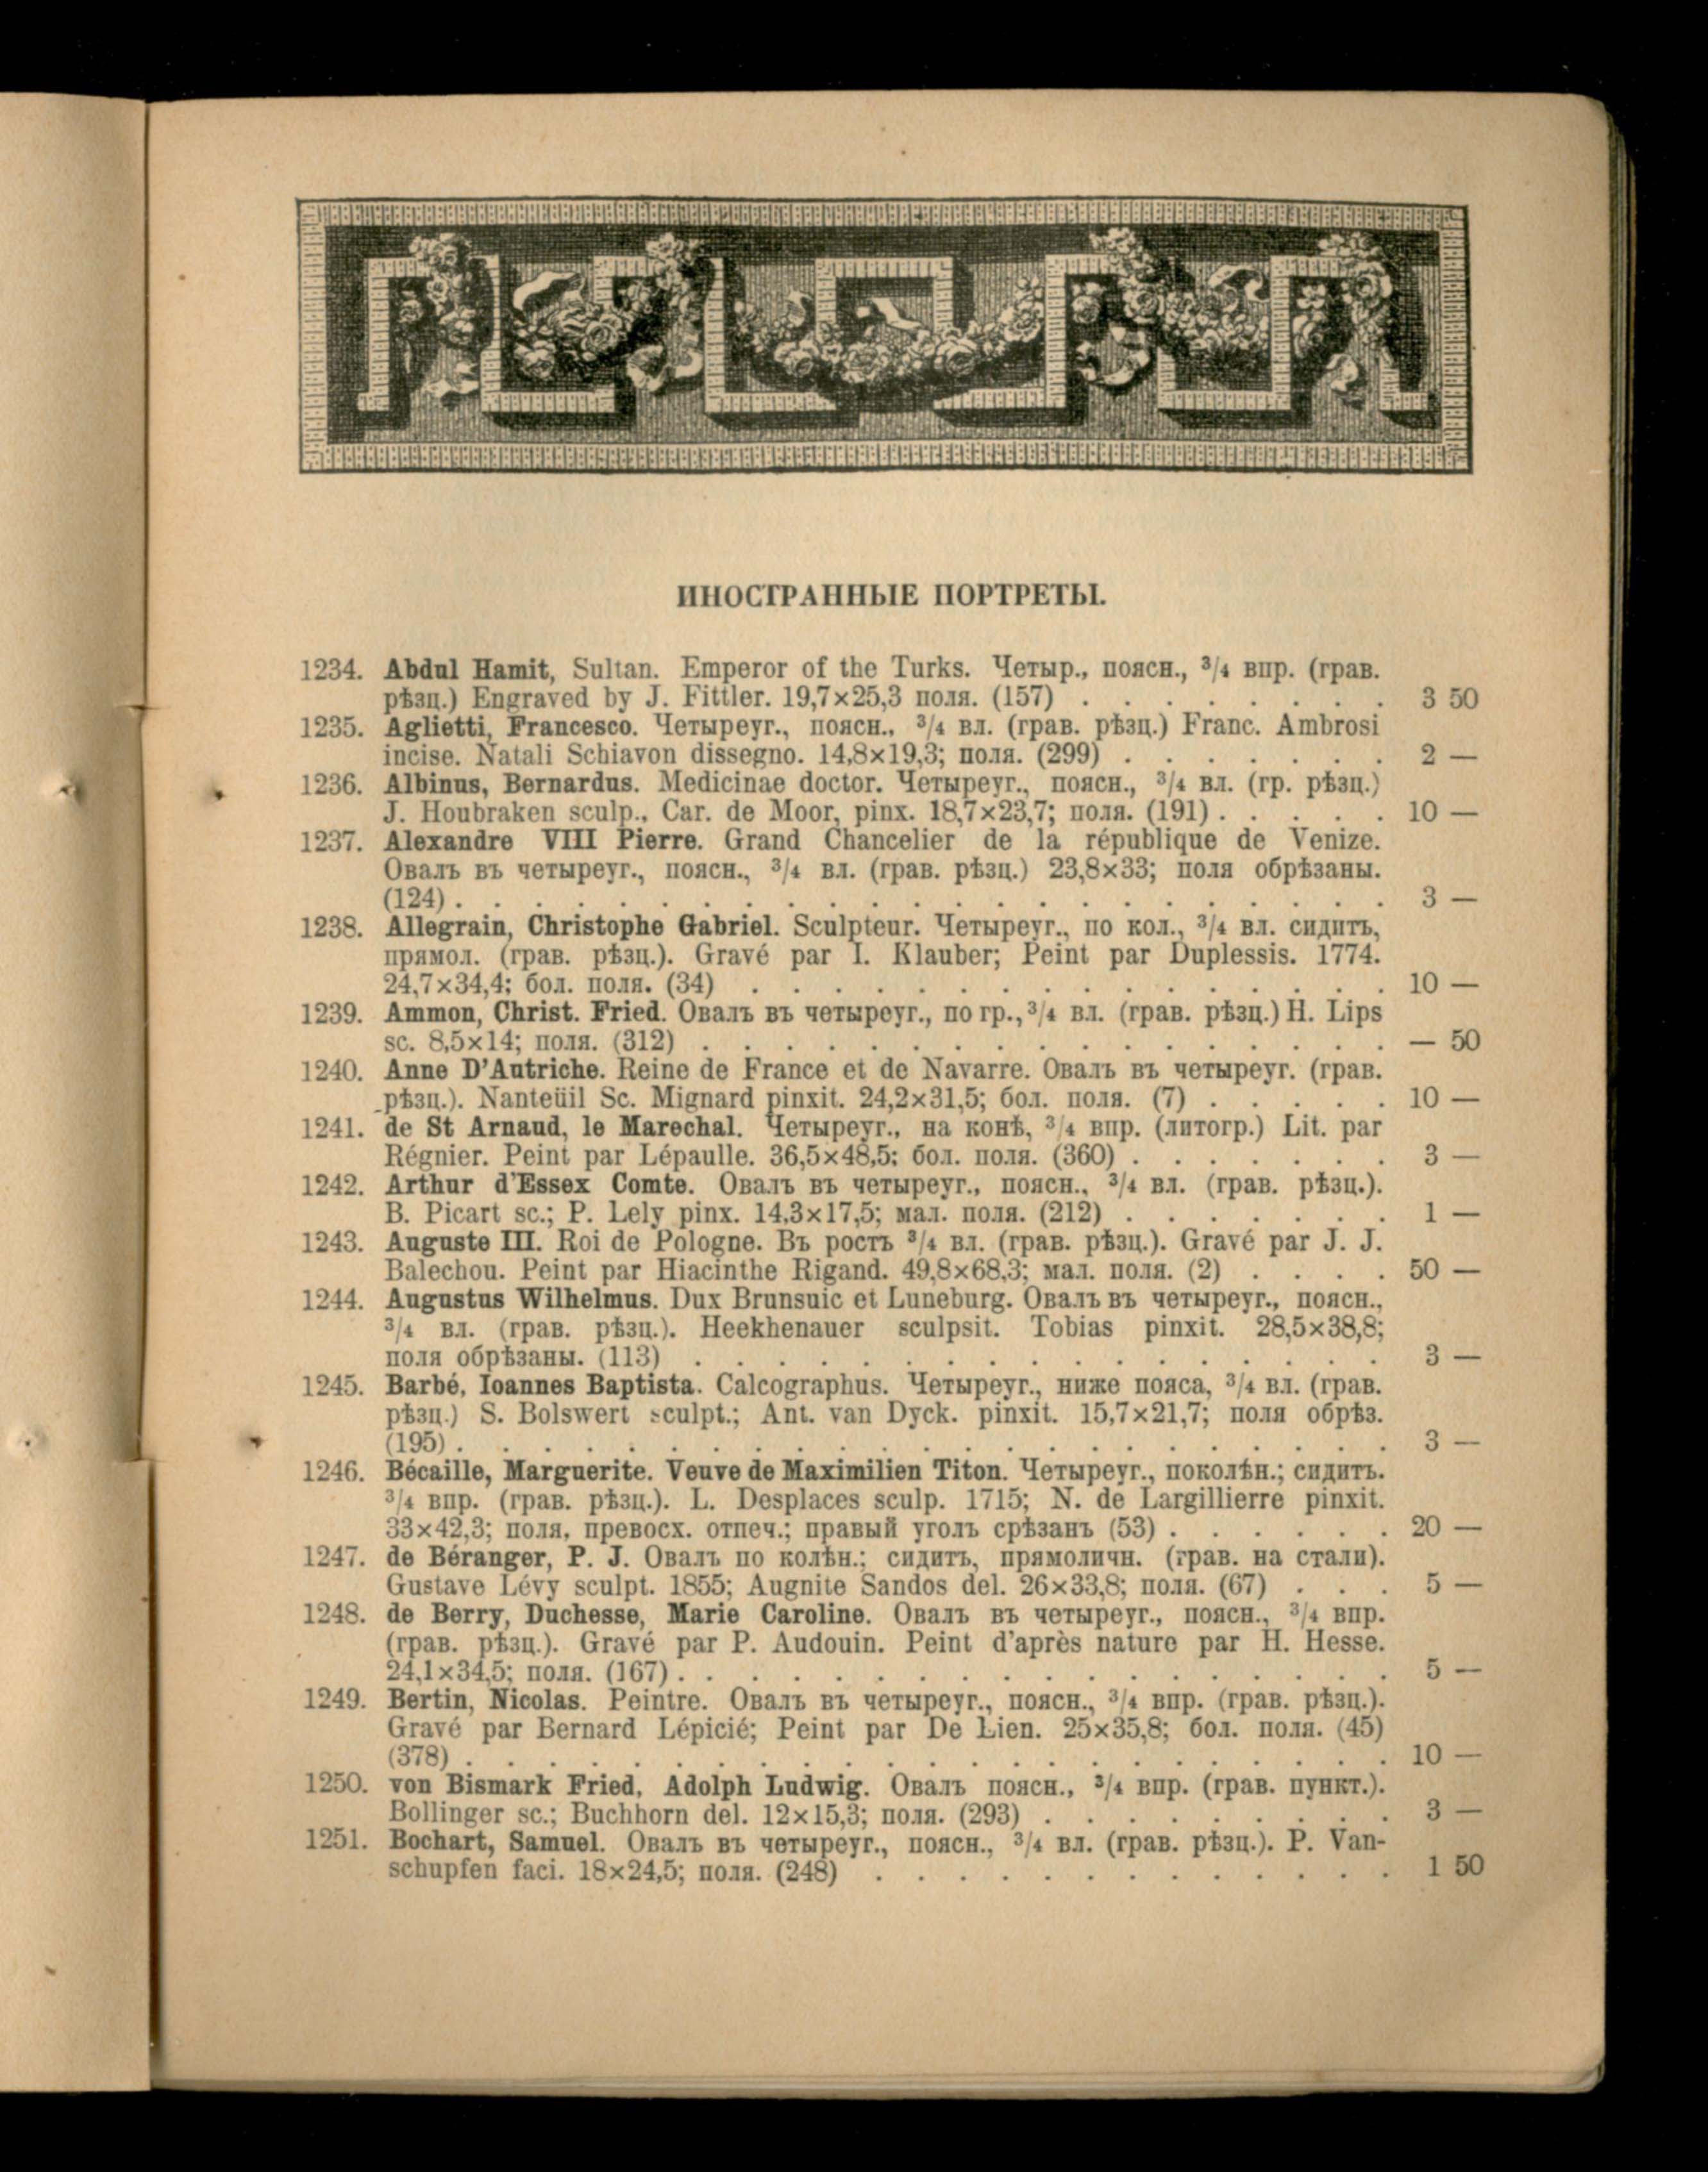 ИНОСТРАННЫЕ ПОРТРЕТЫ.
1234. Abdul Hamit, Sultan. Emperor of the Turks. Четыр., поясн., ³/₄ впр. (грав.
рѣзц.) Engraved by J. Fittler. 19,7×25,3 поля. (157) . . . . . . . . 3 50
1235. Aglietti, Francesco. Четыреуг., поясн., ³/₄ вл. (грав. рѣзц.) Franc. Ambrosi
incise. Natali Schiavon dissegno. 14,8×19,3; поля. (299) . . . . . . . 2 —
1236. Albinus, Bernardus. Medicinae doctor. Четыреуг., поясн., ³/₄ вл. (гр. рѣзц.)
J. Houbraken sculp., Car. de Moor, pinx. 18,7×23,7; поля. (191) . . . . . 10 —
1237. Alexandre VIII Pierre. Grand Chancelier de la république de Venize.
Овалъ въ четыреуг., поясн., ³/₄ вл. (грав. рѣзц.) 23,8×33; поля обрѣзаны.
(124) . . . . . . . . . . . . . . . . . . . . . . . 3 —
1238. Allegrain, Christophe Gabriel. Sculpteur. Четыреуг., по кол., ³/₄ вл. сидитъ,
прямол. (грав. рѣзц.). Gravé par I. Klauber; Peint par Duplessis. 1774.
24,7×34,4; бол. поля. (34) . . . . . . . . . . . . . . . . 10 —
1239. Ammon, Christ. Fried. Овалъ въ четыреуг., по гр., ³/₄ вл. (грав. рѣзц.) H. Lips
sc. 8,5×14; поля. (312) . . . . . . . . . . . . . . . . . — 50
1240. Anne D'Autriche. Reine de France et de Navarre. Овалъ въ четыреуг. (грав.
рѣзц.). Nanteüil Sc. Mignard pinxit. 24,2×31,5; бол. поля. (7) . . . . . 10 —
1241. de St Arnaud, le Marechal. Четыреуг., на конѣ, ³/₄ впр. (литогр.) Lit. par
Régnier. Peint par Lépaulle. 36,5×48,5; бол. поля. (360) . . . . . . . 3 —
1242. Arthur d'Essex Comte. Овалъ въ четыреуг., поясн., ³/₄ вл. (грав. рѣзц.).
B. Picart sc.; P. Lely pinx. 14,3×17,5; мал. поля. (212) . . . . . . . 1 —
1243. Auguste III. Roi de Pologne. Въ ростъ ³/₄ вл. (грав. рѣзц.). Gravé par J. J.
Balechou. Peint par Hiacinthe Rigand. 49,8×68,3; мал. поля. (2) . . . . 50 —
1244. Augustus Wilhelmus. Dux Brunsuic et Luneburg. Овалъ въ четыреуг., поясн.,
³/₄ вл. (грав. рѣзц.). Heekhenauer sculpsit. Tobias pinxit. 28,5×38,8;
поля обрѣзаны. (113) . . . . . . . . . . . . . . . . . 3 —
1245. Barbé, Ioannes Baptista. Calcographus. Четыреуг., ниже пояса, ³/₄ вл. (грав.
рѣзц.) S. Bolswert sculpt.; Ant. van Dyck. pinxit. 15,7×21,7; поля обрѣз.
(195) . . . . . . . . . . . . . . . . . . . . . . . 3 —
1246. Bécaille, Marguerite. Veuve de Maximilien Titon. Четыреуг., поколѣн.; сидитъ.
³/₄ впр. (грав. рѣзц.). L. Desplaces sculp. 1715; N. de Largillierre pinxit.
33×42,3; поля, превосх. отпеч.; правый уголъ срѣзанъ (53) . . . . . . 20 —
1247. de Béranger, P. J. Овалъ по колѣн.; сидитъ, прямоличн. (грав. на стали).
Gustave Lévy sculpt. 1855; Augnite Sandos del. 26×33,8; поля. (67) . . . 5 —
1248. de Berry, Duchesse, Marie Caroline. Овалъ въ четыреуг., поясн., ³/₄ впр.
(грав. рѣзц.). Gravé par P. Audouin. Peint d'après nature par H. Hesse.
24,1×34,5; поля. (167) . . . . . . . . . . . . . . . . . . 5 —
1249. Bertin, Nicolas. Peintre. Овалъ въ четыреуг., поясн., ³/₄ впр. (грав. рѣзц.).
Gravé par Bernard Lépicié; Peint par De Lien. 25×35,8; бол. поля. (45)
(378) . . . . . . . . . . . . . . . . . . . . . . . 10 —
1250. von Bismark Fried, Adolph Ludwig. Овалъ поясн., ³/₄ впр. (грав. пункт.).
Bollinger sc.; Buchhorn del. 12×15,3; поля. (293) . . . . . . . . . 3 —
1251. Bochart, Samuel. Овалъ въ четыреуг., поясн., ³/₄ вл. (грав. рѣзц.). P. Van-
schupfen faci. 18×24,5; поля. (248) . . . . . . . . . . . . . 1 50